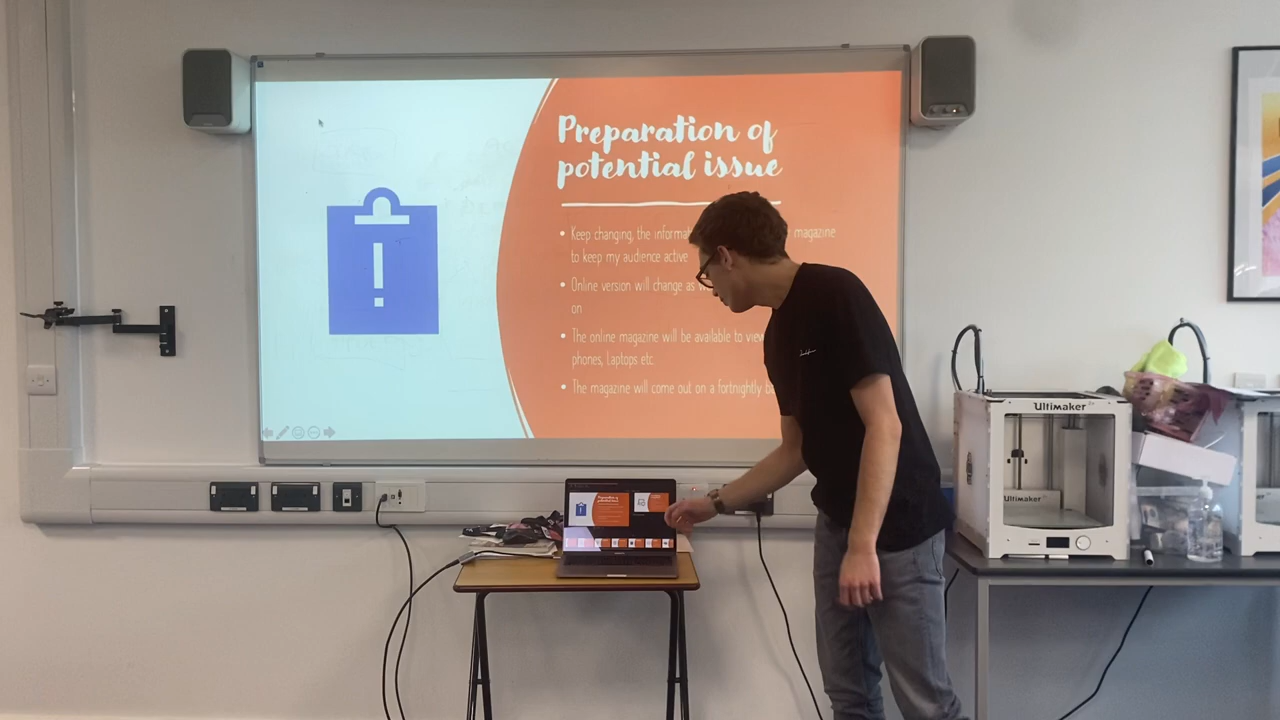 Preparation of
potential issue
• Keep changing, the informat magazine
to keep my audience active
• Online version will change as
on
• The online magazine will be available to view
phones, laptops etc.
• The magazine will come out on a fortnightly
!
Ultimaker
Ultimaker